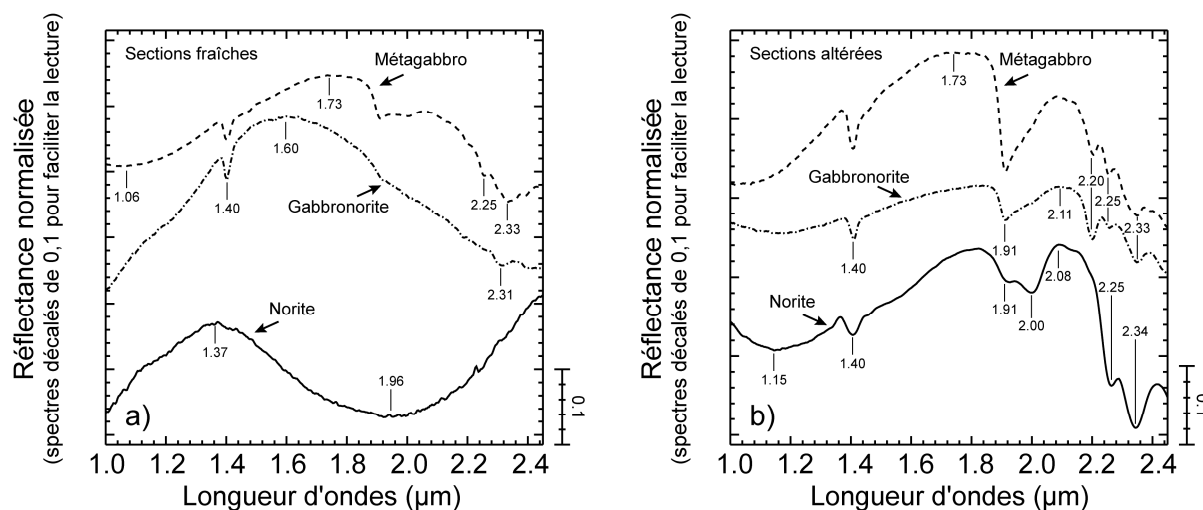 Réflectance normalisée
(spectres décalés de 0,1 pour faciliter la lecture)
Sections fraîches
Métagabbro
1.73
1.60
1.06
1.40
Gabbronorite
2.25
2.33
2.31
Norite
1.37
1.96
a)
0.1
1.0 1.4 1.6 1.8 2.0 2.2 2.4
Longueur d'ondes (µm)
Réflectance normalisée
(spectres décalés de 0,1 pour faciliter la lecture)
Sections altérées
Métagabbro
1.73
Gabbronorite
2.20
2.25
2.11
2.33
1.40
1.91
2.08
2.25
Norite
1.91
2.00
2.34
1.40
1.15
b)
0.1
1.0 1.2 1.4 1.6 1.8 2.0 2.2 2.4
Longueur d'ondes (µm)